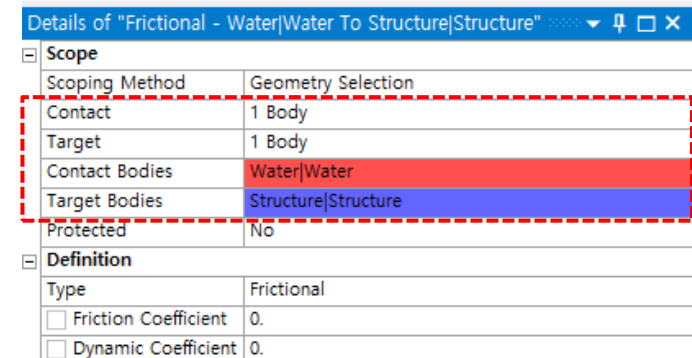 Details of "Frictional - Water|Water To Structure|Structure"
Scope
Scoping Method Geometry Selection
Contact 1 Body
Target 1 Body
Contact Bodies Water|Water
Target Bodies Structure|Structure
Protected No
Definition
Type Frictional
Friction Coefficient 0.
Dynamic Coefficient 0.